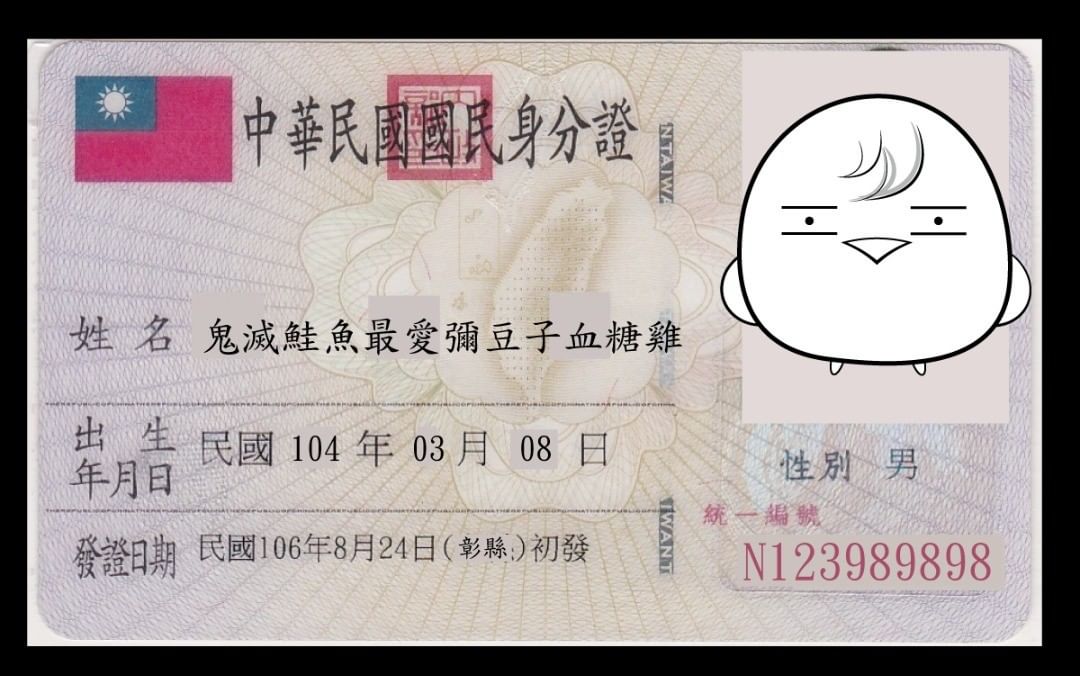 中華民國國民身分證
姓名 鬼滅鮭魚最愛彌豆子血糖雞
出生年月日 民國 104 年 03 月 08 日
性別 男
發證日期 民國106年8月24日(彰縣)初發
統一編號
N123989898